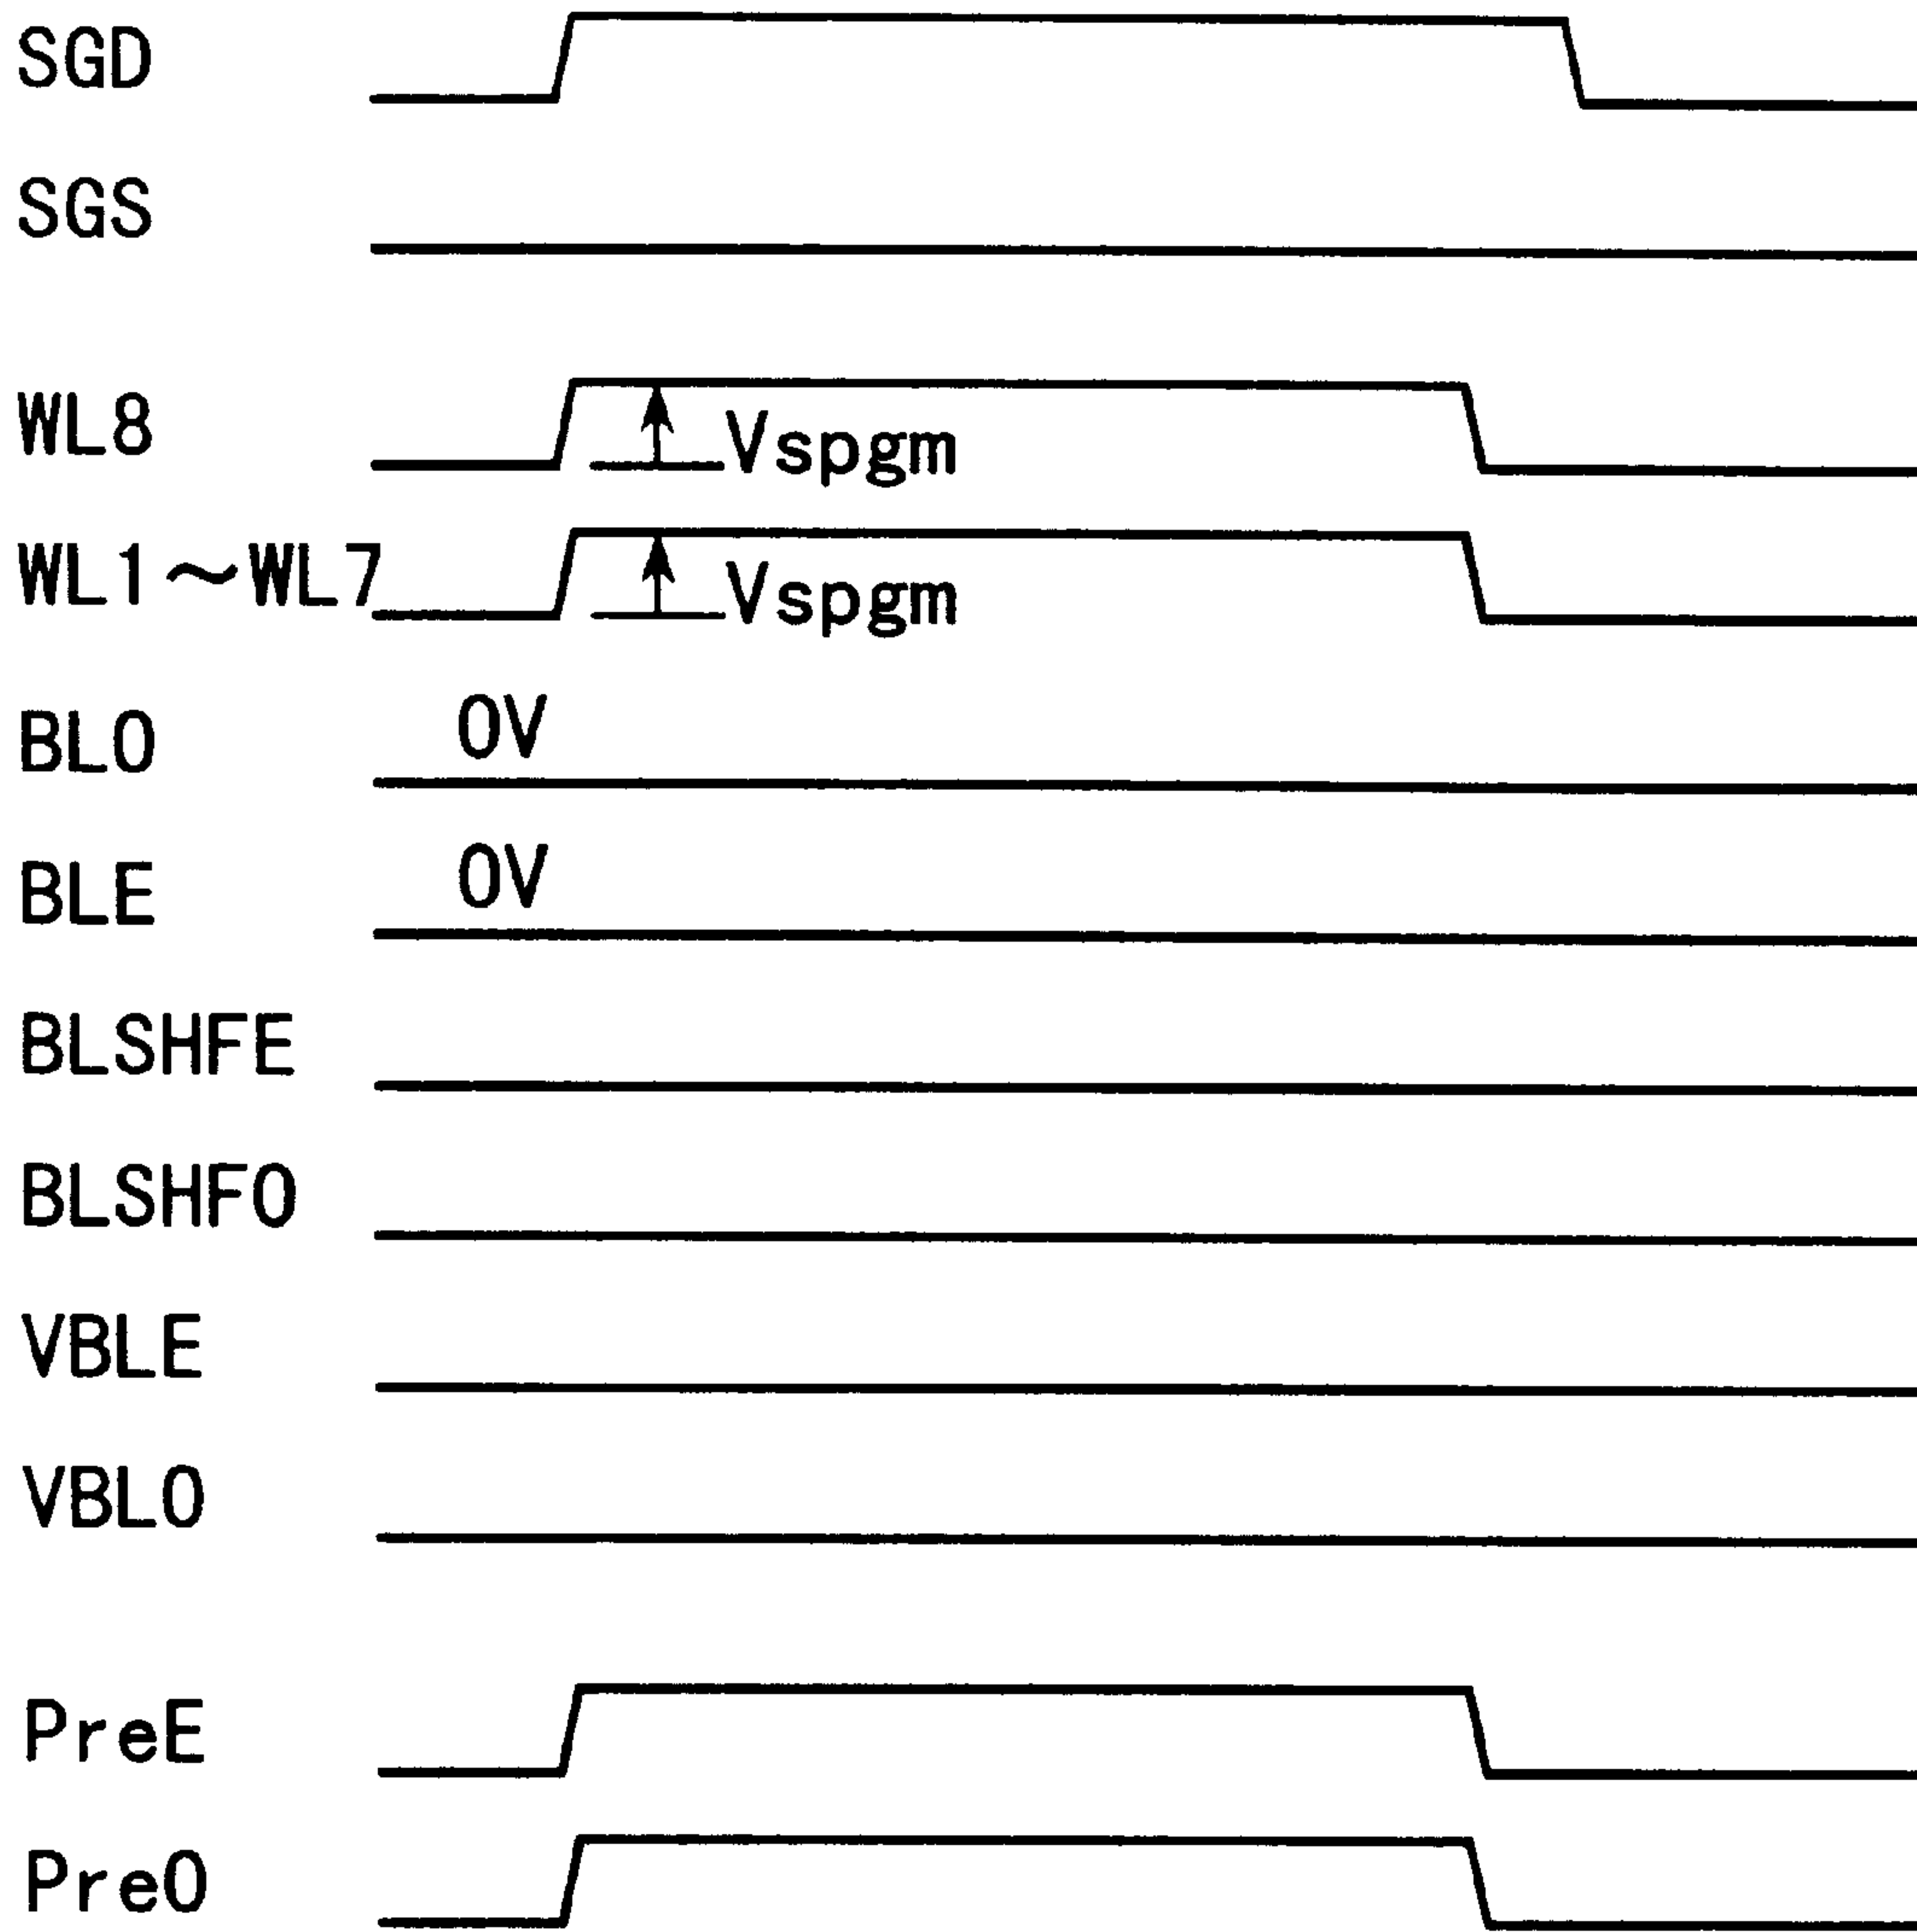 SGD
SGS
WL8
Vspgm
WL1～WL7
Vspgm
BLO
0V
BLE
0V
BLSHFE
BLSHFO
VBLE
VBLO
PreE
PreO